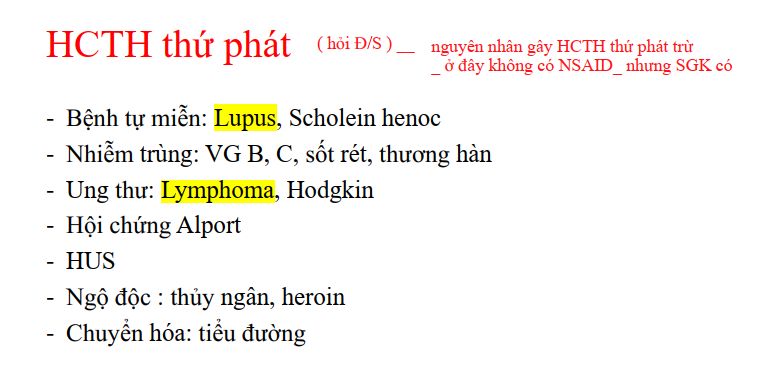 HCTH thứ phát ( hỏi Đ/S ) __ nguyên nhân gây HCTH thứ phát trừ
_ ở đây không có NSAID_ nhưng SGK có
- Bệnh tự miễn: Lupus, Scholein henoc
- Nhiễm trùng: VG B, C, sốt rét, thương hàn
- Ung thư: Lymphoma, Hodgkin
- Hội chứng Alport
- HUS
- Ngộ độc : thủy ngân, heroin
- Chuyển hóa: tiểu đường